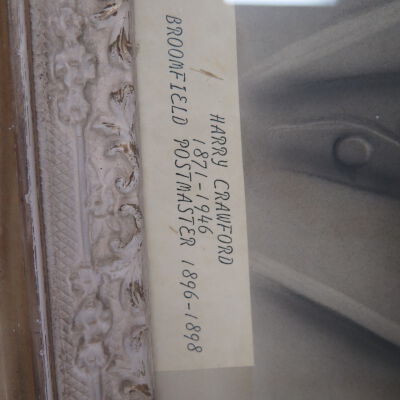 HARRY CRAWFORD
1871-1946
BROOMFIELD POSTMASTER 1896-1898